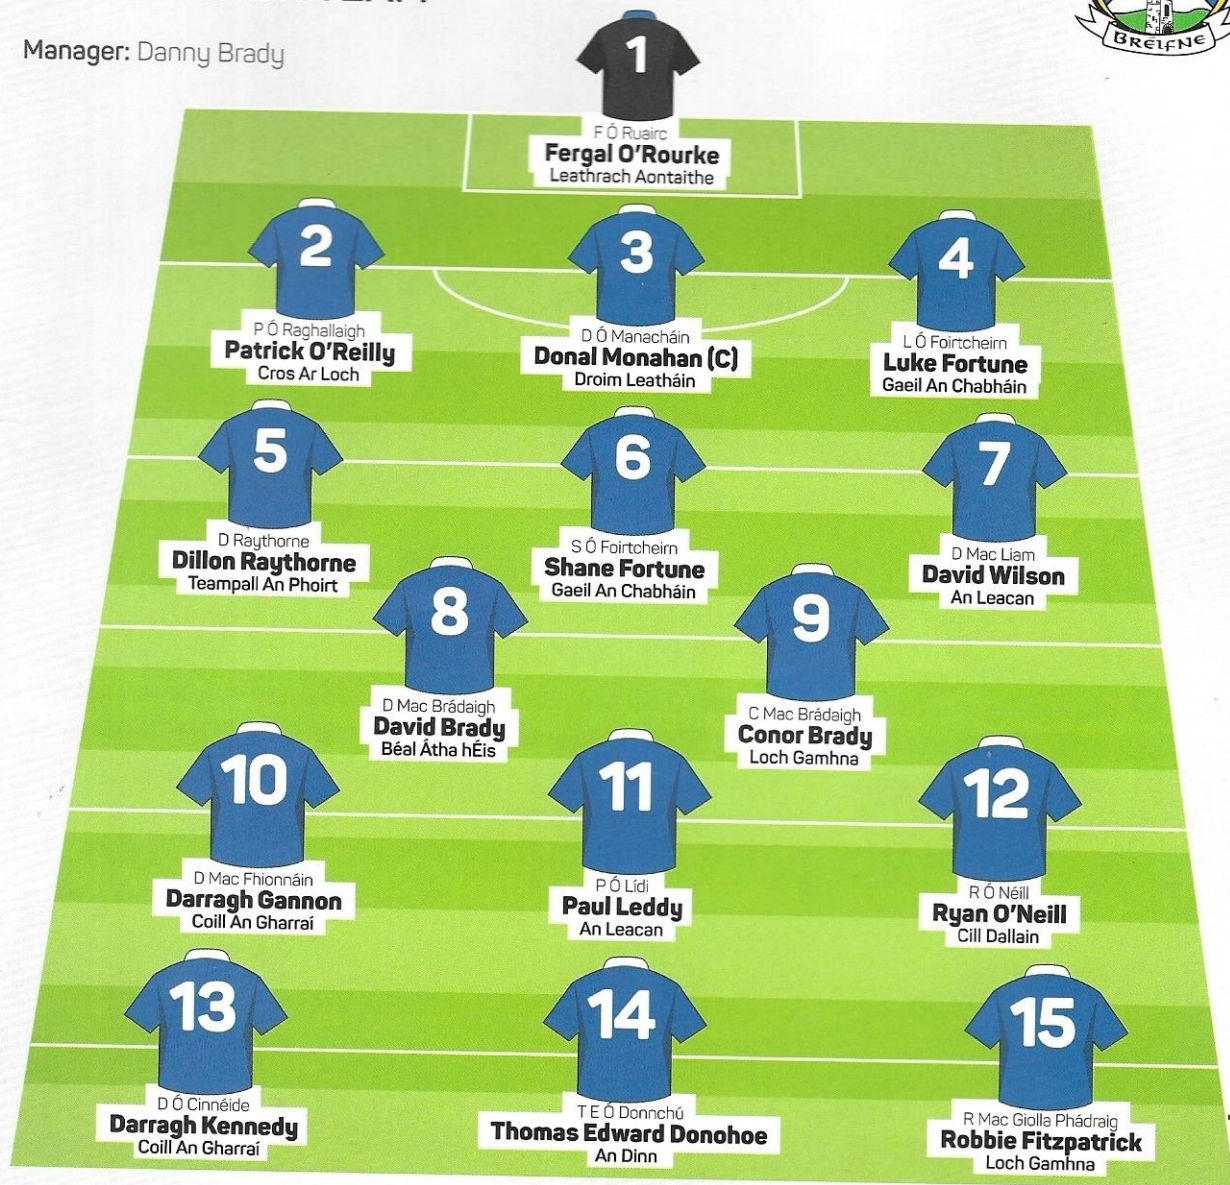 Manager: Danny Brady
BRÉIFNE
1
F Ó Ruairc
Fergal O'Rourke
Leathrach Aontaithe
2
P Ó Raghallaigh
Patrick O'Reilly
Cros Ar Loch
3
D Ó Manacháin
Donal Monahan (C)
Droim Leatháin
4
L Ó Foirtcheirn
Luke Fortune
Gaeil An Chabháin
5
D Raythorne
Dillon Raythorne
Teampall An Phoirt
6
S Ó Foirtcheirn
Shane Fortune
Gaeil An Chabháin
7
D Mac Liam
David Wilson
An Leacan
8
D Mac Brádaigh
David Brady
Béal Átha hÉis
9
C Mac Brádaigh
Conor Brady
Loch Gamhna
10
D Mac Fhionnáin
Darragh Gannon
Coill An Gharraí
11
P Ó Lídi
Paul Leddy
An Leacan
12
R Ó Néill
Ryan O'Neill
Cill Dallain
13
D Ó Cinnéide
Darragh Kennedy
Coill An Gharraí
14
T E Ó Donnchú
Thomas Edward Donohoe
An Dinn
15
R Mac Giolla Phádraig
Robbie Fitzpatrick
Loch Gamhna